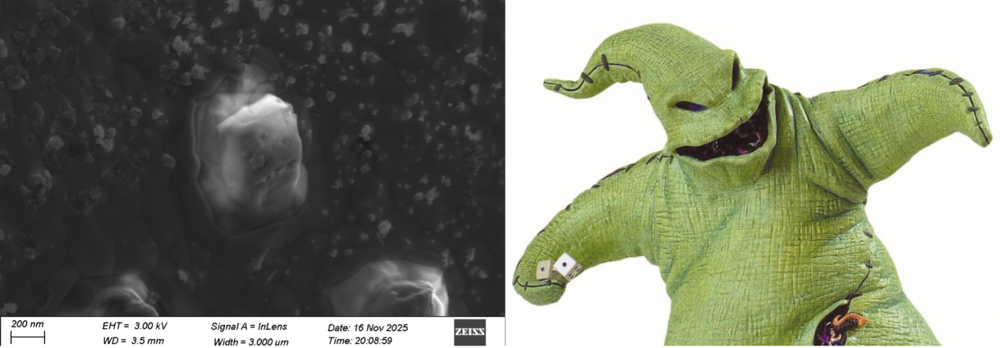 200 nm
EHT = 3.00 kV
Signal A = InLens
Date: 16 Nov 2025
ZEISS
WD = 3.5 mm
Width = 3.000 µm
Time: 20:08:59